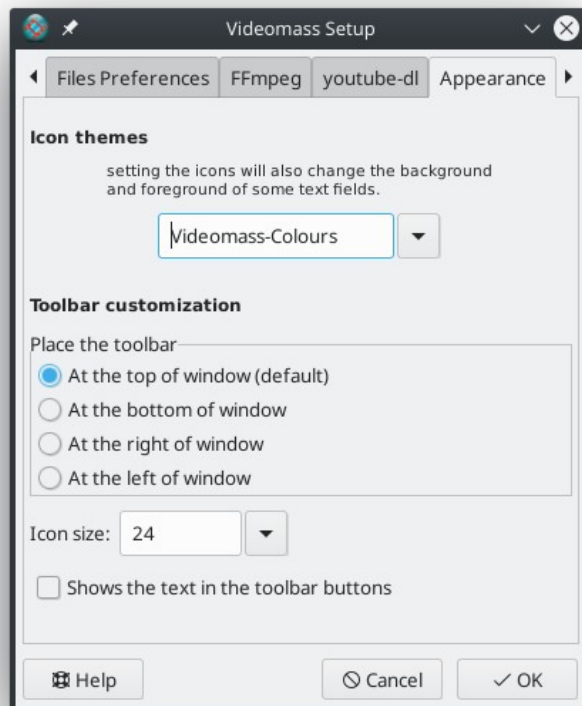 Videomass Setup
Files Preferences FFmpeg youtube-dl Appearance
Icon themes
setting the icons will also change the background
and foreground of some text fields.
Videomass-Colours
Toolbar customization
Place the toolbar
At the top of window (default)
At the bottom of window
At the right of window
At the left of window
Icon size: 24
Shows the text in the toolbar buttons
Help Cancel OK